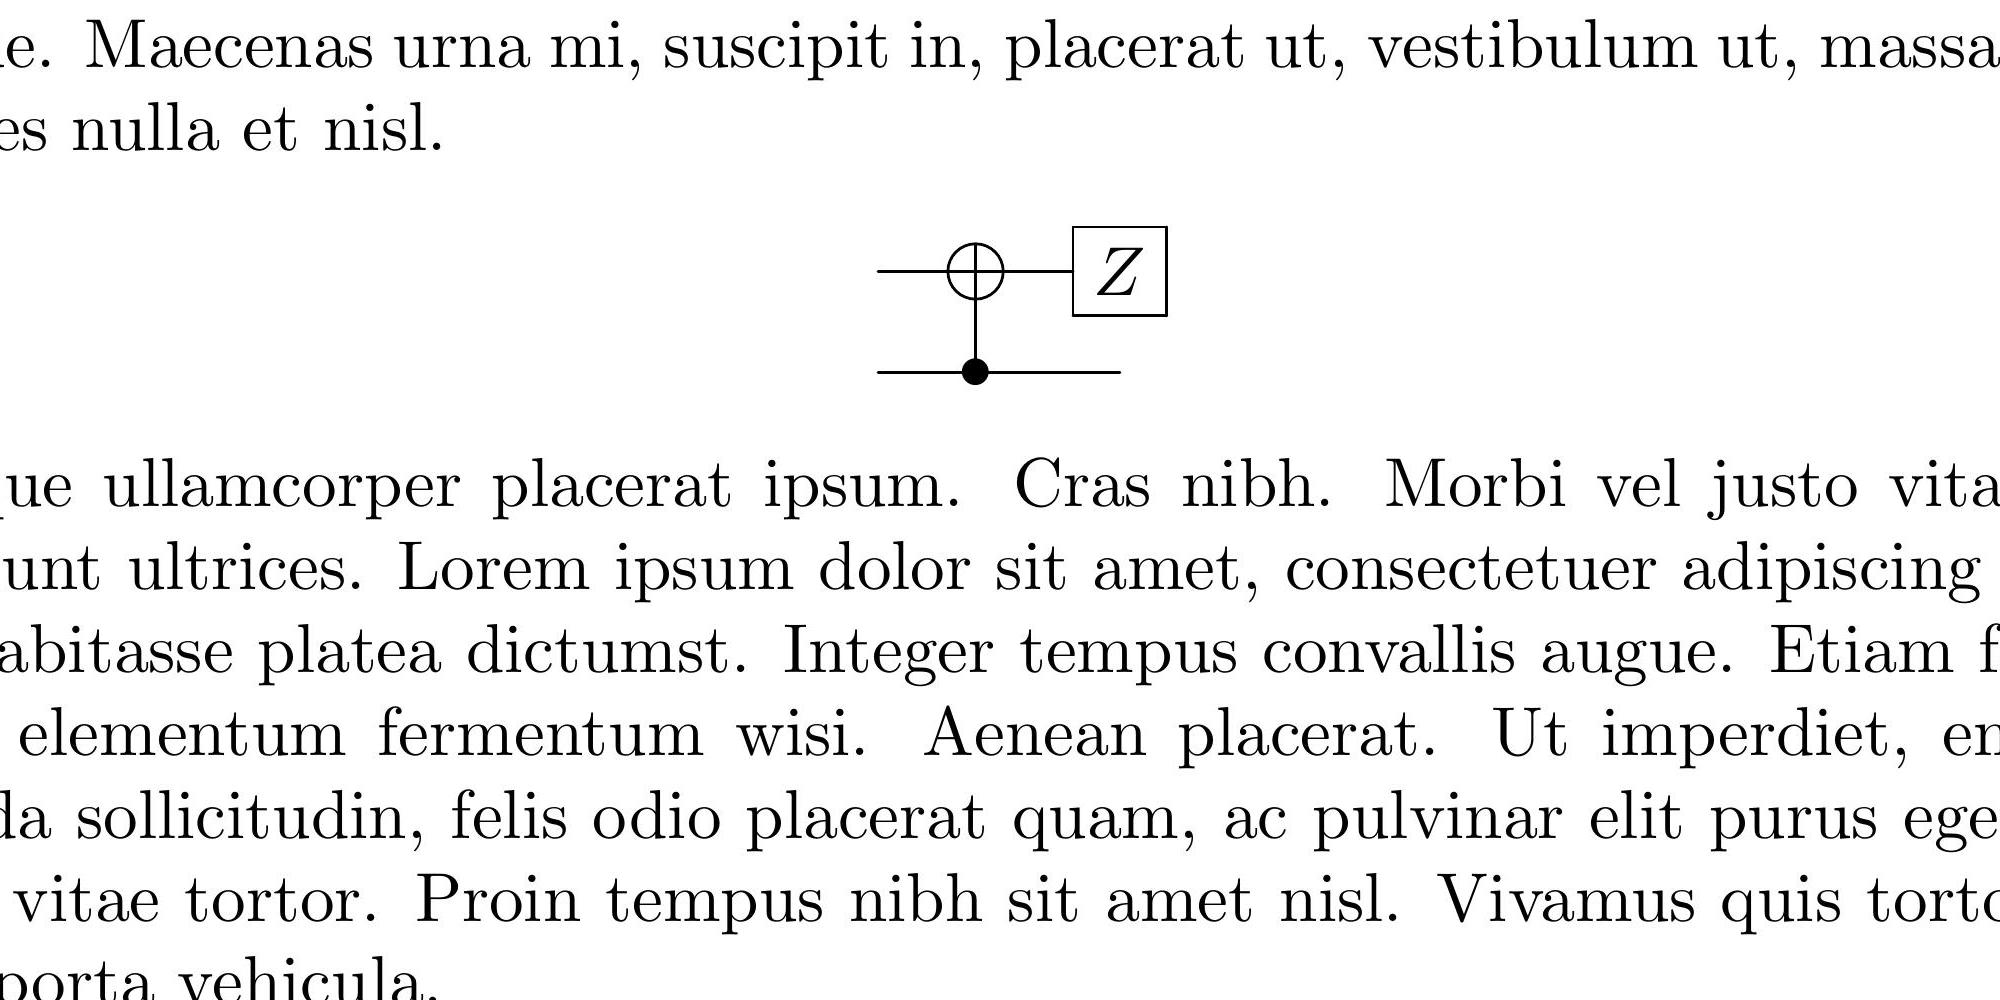 e. Maecenas urna mi, suscipit in, placerat ut, vestibulum ut, massa
es nulla et nisl.
Z
ue ullamcorper placerat ipsum. Cras nibh. Morbi vel justo vita
unt ultrices. Lorem ipsum dolor sit amet, consectetuer adipiscing
abitasse platea dictumst. Integer tempus convallis augue. Etiam f
elementum fermentum wisi. Aenean placerat. Ut imperdiet, en
da sollicitudin, felis odio placerat quam, ac pulvinar elit purus ege
vitae tortor. Proin tempus nibh sit amet nisl. Vivamus quis torto
porta vehicula.